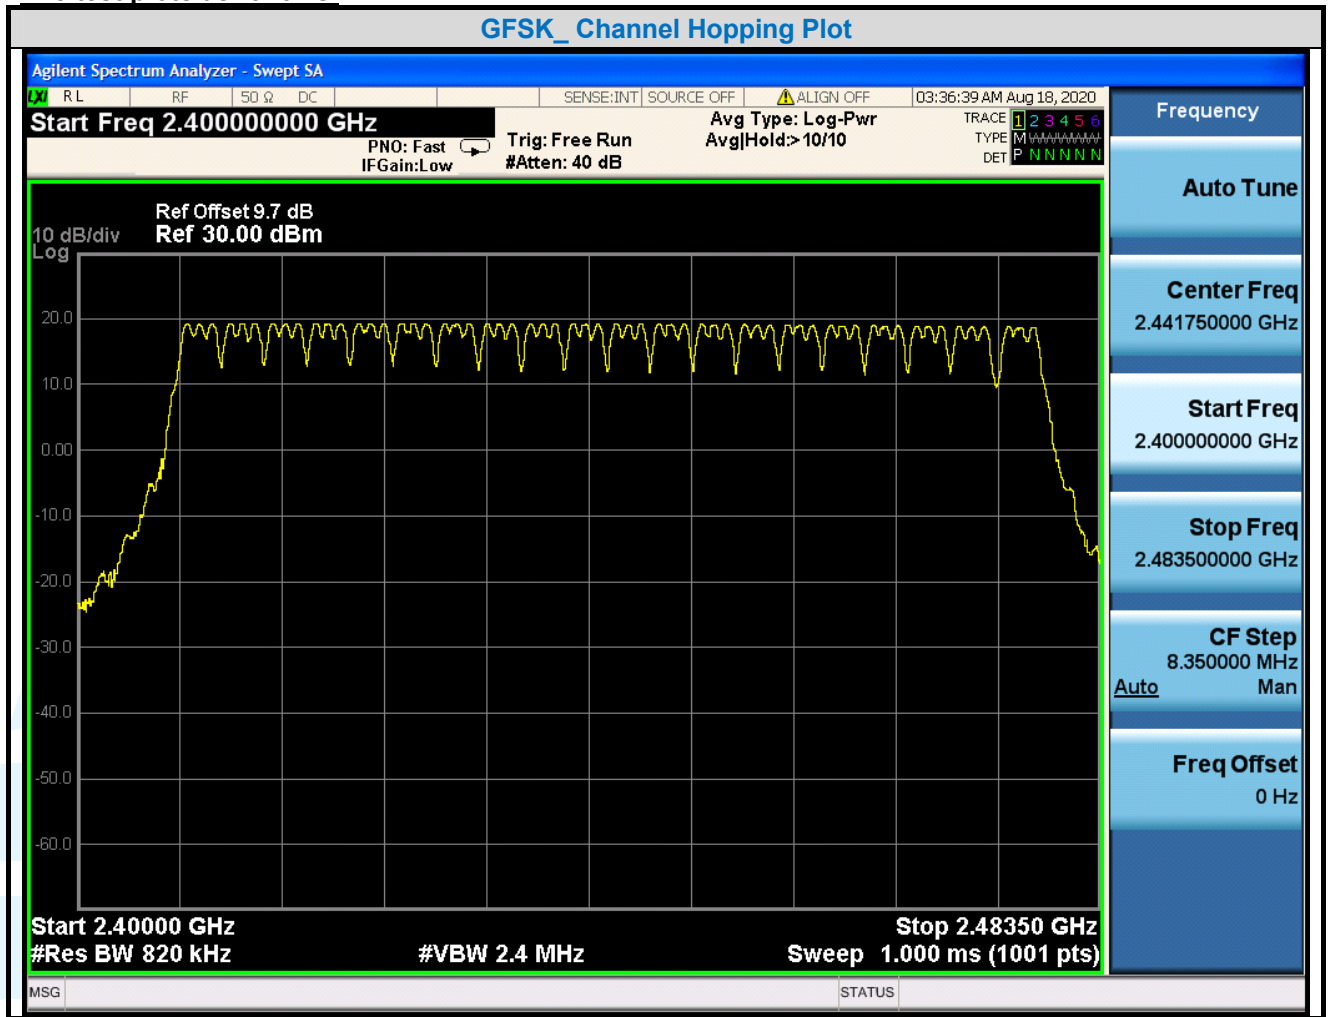 GFSK_ Channel Hopping Plot
Agilent Spectrum Analyzer - Swept SA
LXI RL RF 50 Ω DC SENSE:INT SOURCE OFF ALIGN OFF 03:36:39 AM Aug 18, 2020
Start Freq 2.400000000 GHz
PNO: Fast
IFGain:Low
Trig: Free Run
#Atten: 40 dB
Avg Type: Log-Pwr
Avg|Hold:>10/10
TRACE 1 2 3 4 5 6
TYPE M
DET P N N N N N
Ref Offset 9.7 dB
10 dB/div Ref 30.00 dBm
Log
20.0
10.0
0.00
-10.0
-20.0
-30.0
-40.0
-50.0
-60.0
Start 2.40000 GHz Stop 2.48350 GHz
#Res BW 820 kHz #VBW 2.4 MHz Sweep 1.000 ms (1001 pts)
MSG STATUS
Frequency
Auto Tune
Center Freq
2.441750000 GHz
Start Freq
2.400000000 GHz
Stop Freq
2.483500000 GHz
CF Step
8.350000 MHz
Auto Man
Freq Offset
0 Hz